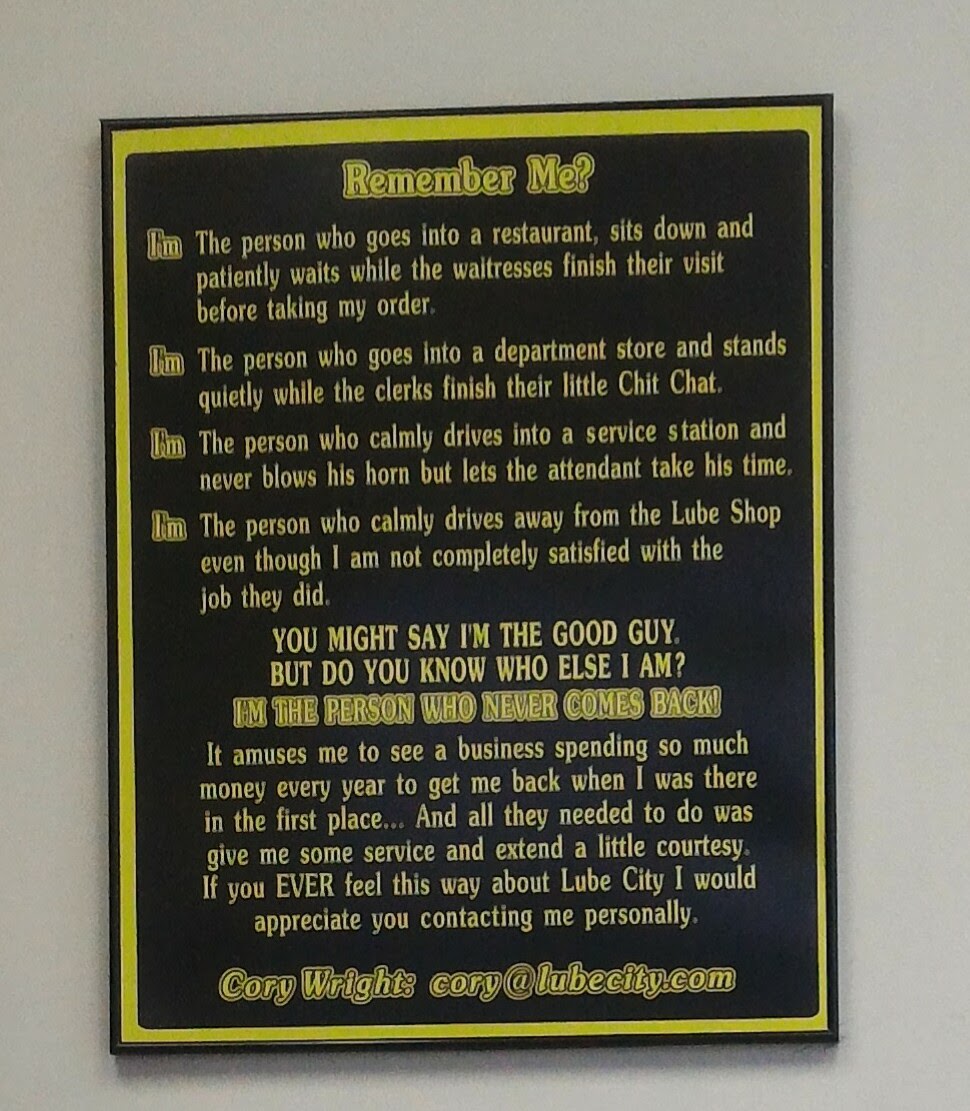 Remember Me?
I'm The person who goes into a restaurant, sits down and
patiently waits while the waitresses finish their visit
before taking my order.
I'm The person who goes into a department store and stands
quietly while the clerks finish their little Chit Chat.
I'm The person who calmly drives into a service station and
never blows his horn but lets the attendant take his time.
I'm The person who calmly drives away from the Lube Shop
even though I am not completely satisfied with the
job they did.
YOU MIGHT SAY I'M THE GOOD GUY.
BUT DO YOU KNOW WHO ELSE I AM?
I'M THE PERSON WHO NEVER COMES BACK!
It amuses me to see a business spending so much
money every year to get me back when I was there
in the first place... And all they needed to do was
give me some service and extend a little courtesy.
If you EVER feel this way about Lube City I would
appreciate you contacting me personally.
Cory Wright: cory@lubecity.com